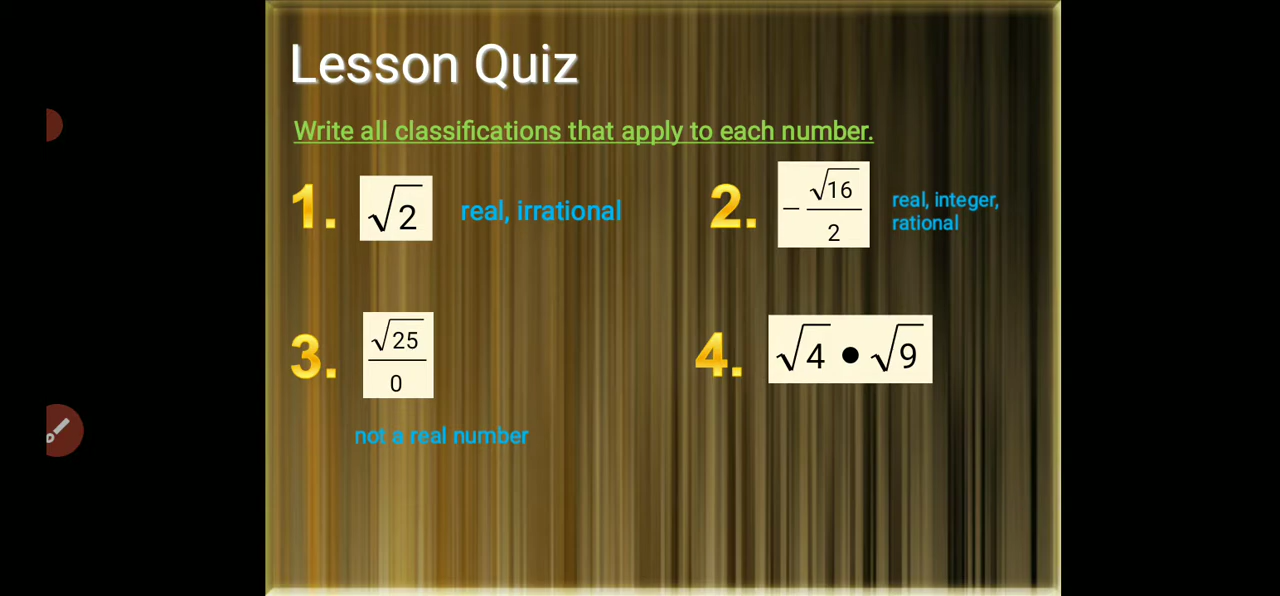 Lesson Quiz
Write all classifications that apply to each number.
1. √2 real, irrational
2. −√16/2 real, integer,
rational
3. √25/0
not a real number
4. √4 • √9